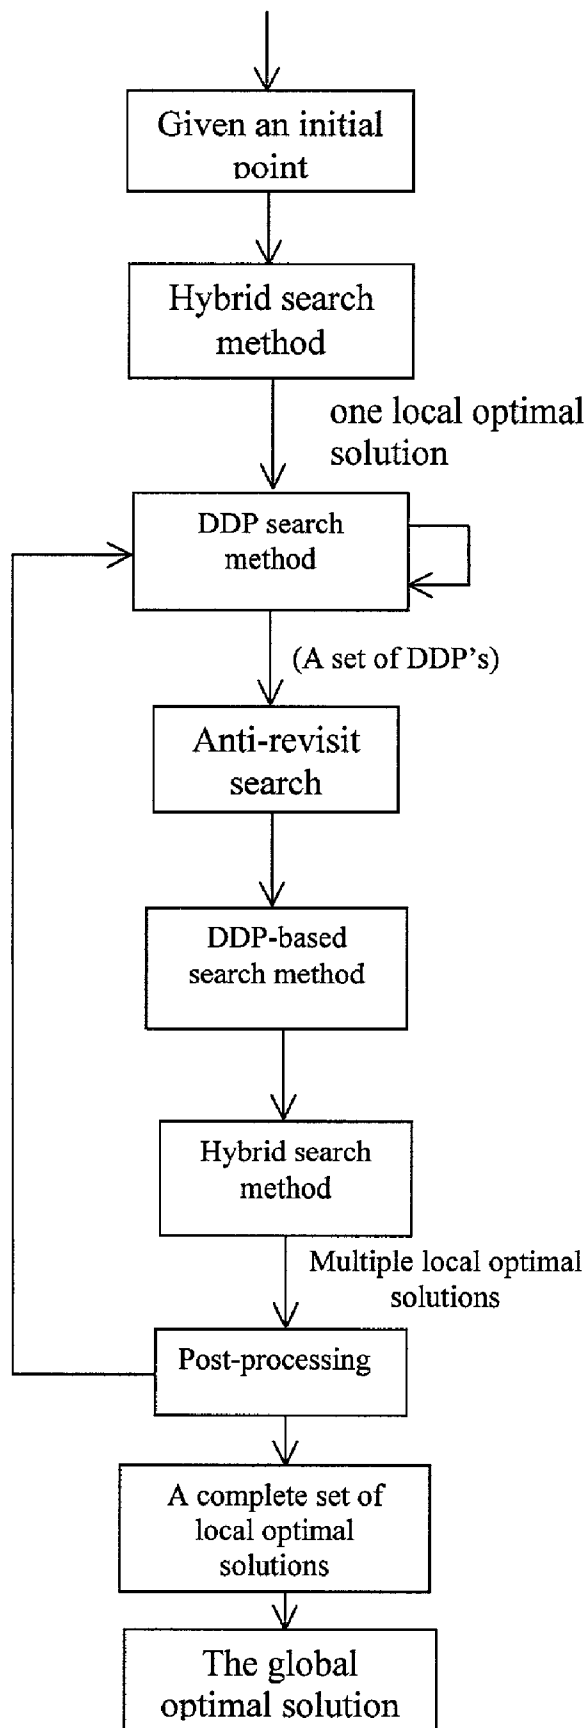 Given an initial
point
Hybrid search
method
one local optimal
solution
DDP search
method
(A set of DDP's)
Anti-revisit
search
DDP-based
search method
Hybrid search
method
Multiple local optimal
solutions
Post-processing
A complete set of
local optimal
solutions
The global
optimal solution